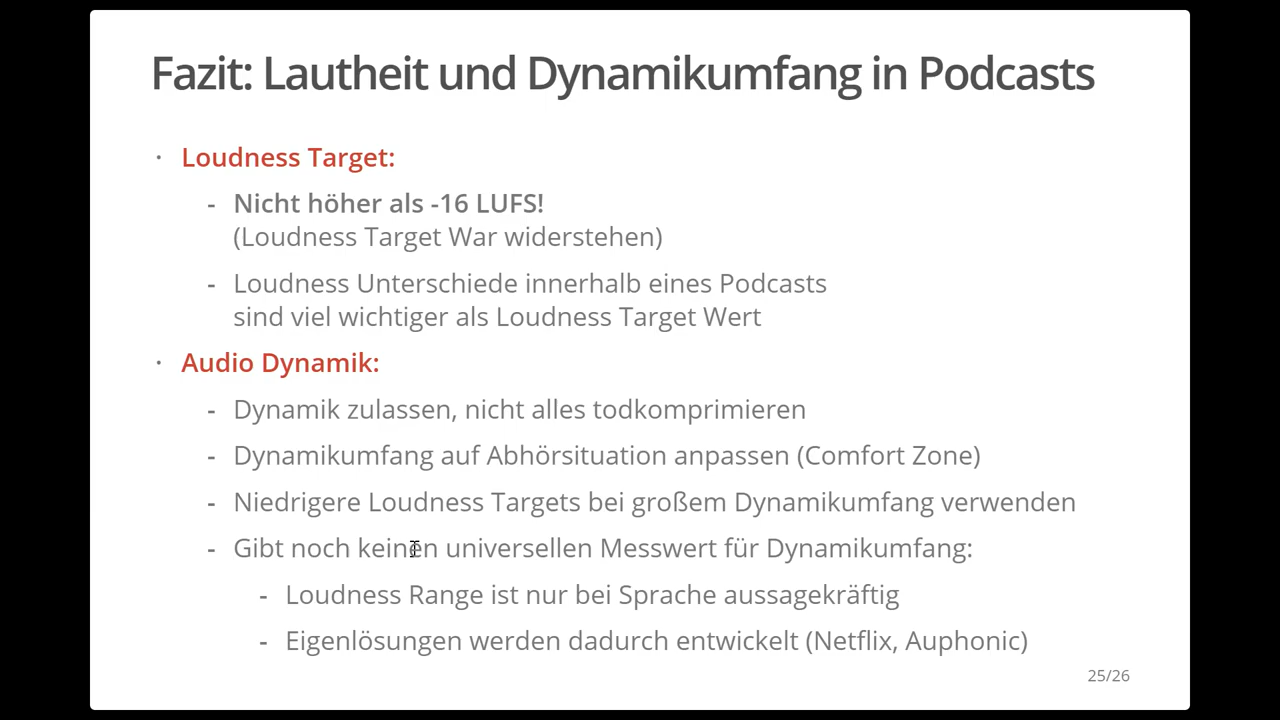 Fazit: Lautheit und Dynamikumfang in Podcasts
· Loudness Target:
- Nicht höher als -16 LUFS!
(Loudness Target War widerstehen)
- Loudness Unterschiede innerhalb eines Podcasts
sind viel wichtiger als Loudness Target Wert
· Audio Dynamik:
- Dynamik zulassen, nicht alles todkomprimieren
- Dynamikumfang auf Abhörsituation anpassen (Comfort Zone)
- Niedrigere Loudness Targets bei großem Dynamikumfang verwenden
- Gibt noch keinen universellen Messwert für Dynamikumfang:
- Loudness Range ist nur bei Sprache aussagekräftig
- Eigenlösungen werden dadurch entwickelt (Netflix, Auphonic)
25/26